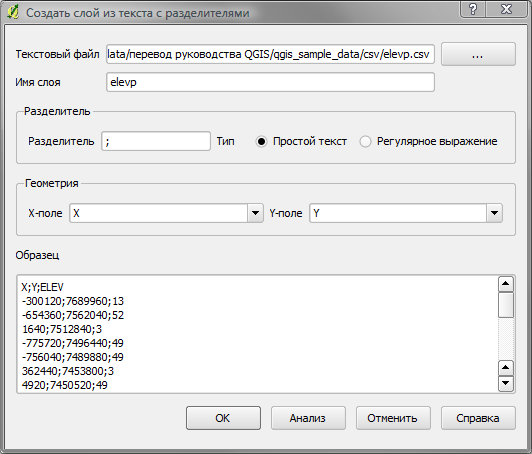 Создать слой из текста с разделителями
Текстовый файл lata/перевод руководства QGIS/qgis_sample_data/csv/elevp.csv ...
Имя слоя elevp
Разделитель
Разделитель ; Тип Простой текст Регулярное выражение
Геометрия
X-поле X Y-поле Y
Образец
X;Y;ELEV
-300120;7689960;13
-654360;7562040;52
1640;7512840;3
-775720;7496440;49
-756040;7489880;49
362440;7453800;3
4920;7450520;49
OK Анализ Отменить Справка